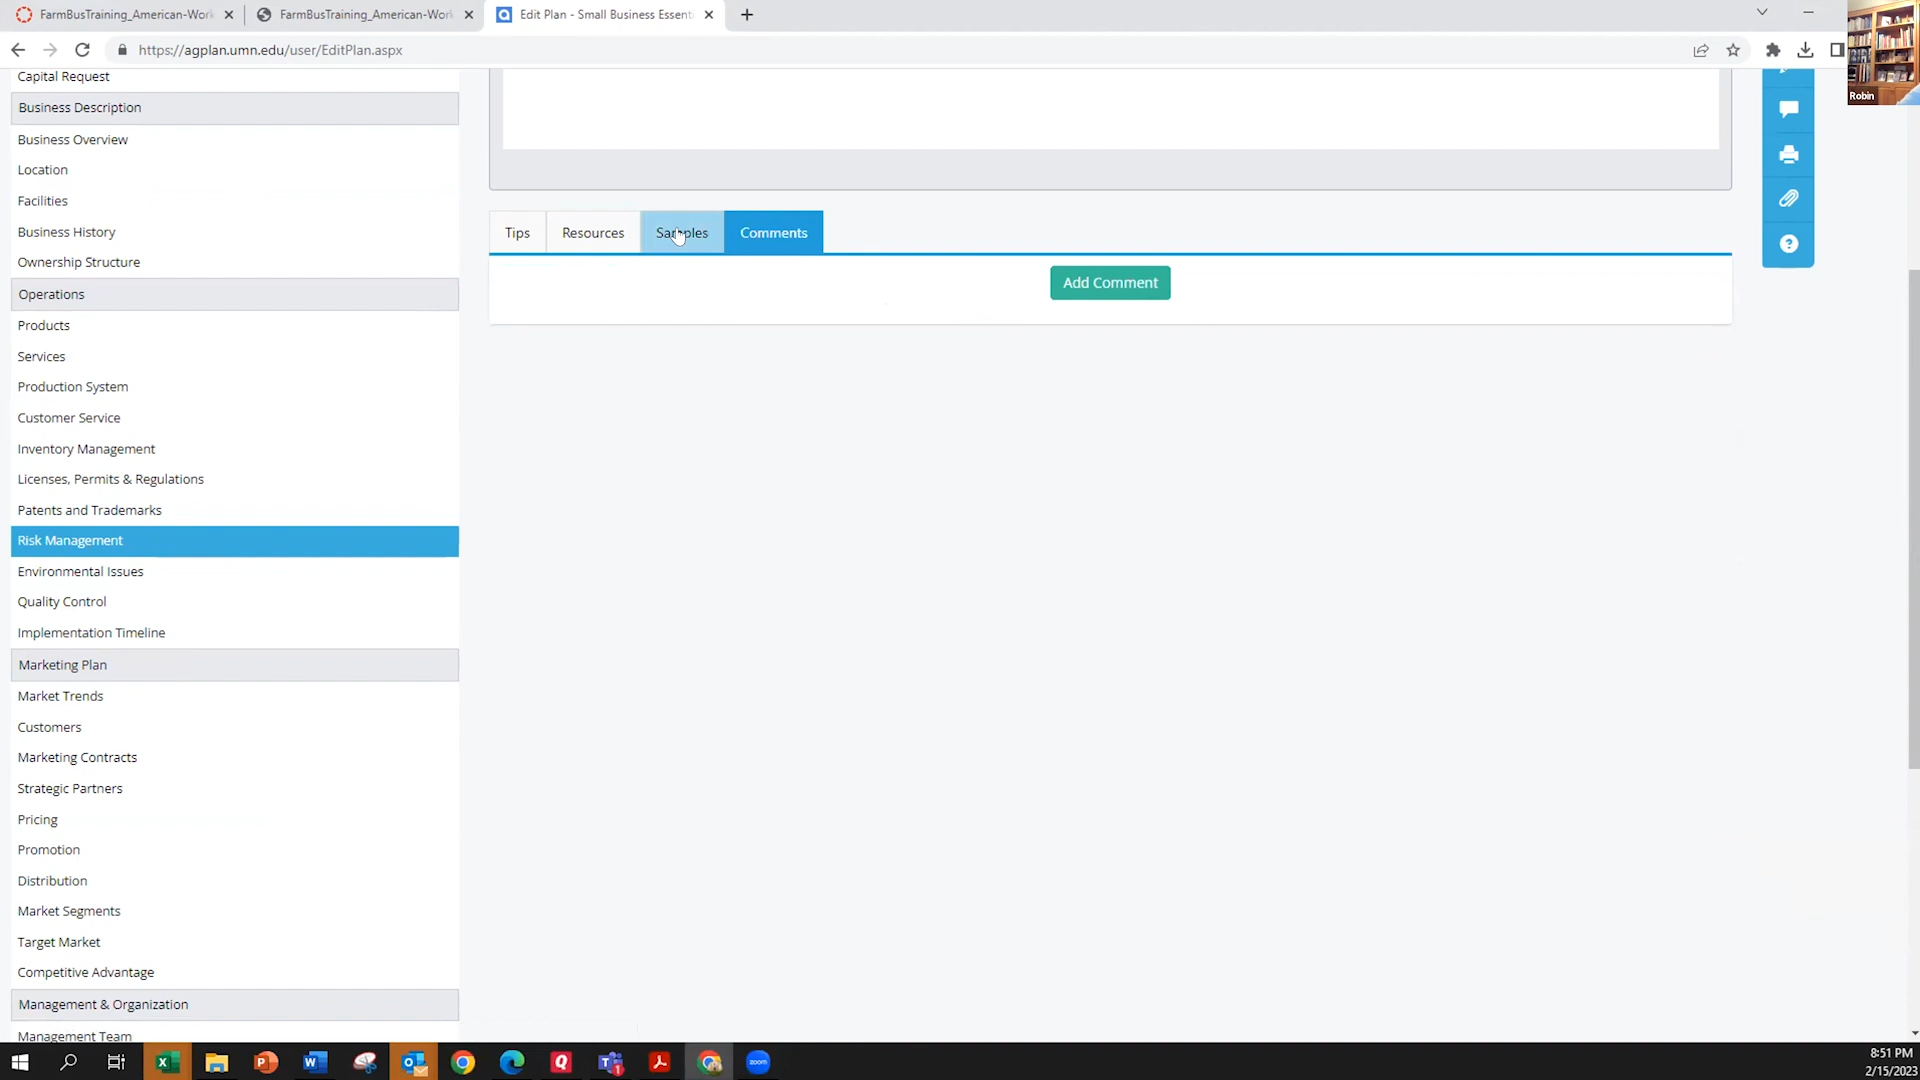 FarmBusTraining_American-Work
FarmBusTraining_American-Work
Edit Plan - Small Business Essent
https://agplan.umn.edu/user/EditPlan.aspx
Robin
Capital Request
Business Description
Business Overview
Location
Facilities
Business History
Ownership Structure
Operations
Products
Services
Production System
Customer Service
Inventory Management
Licenses, Permits & Regulations
Patents and Trademarks
Risk Management
Environmental Issues
Quality Control
Implementation Timeline
Marketing Plan
Market Trends
Customers
Marketing Contracts
Strategic Partners
Pricing
Promotion
Distribution
Market Segments
Target Market
Competitive Advantage
Management & Organization
Management Team
Tips
Resources
Samples
Comments
Add Comment
zoom
8:51 PM
2/15/2023